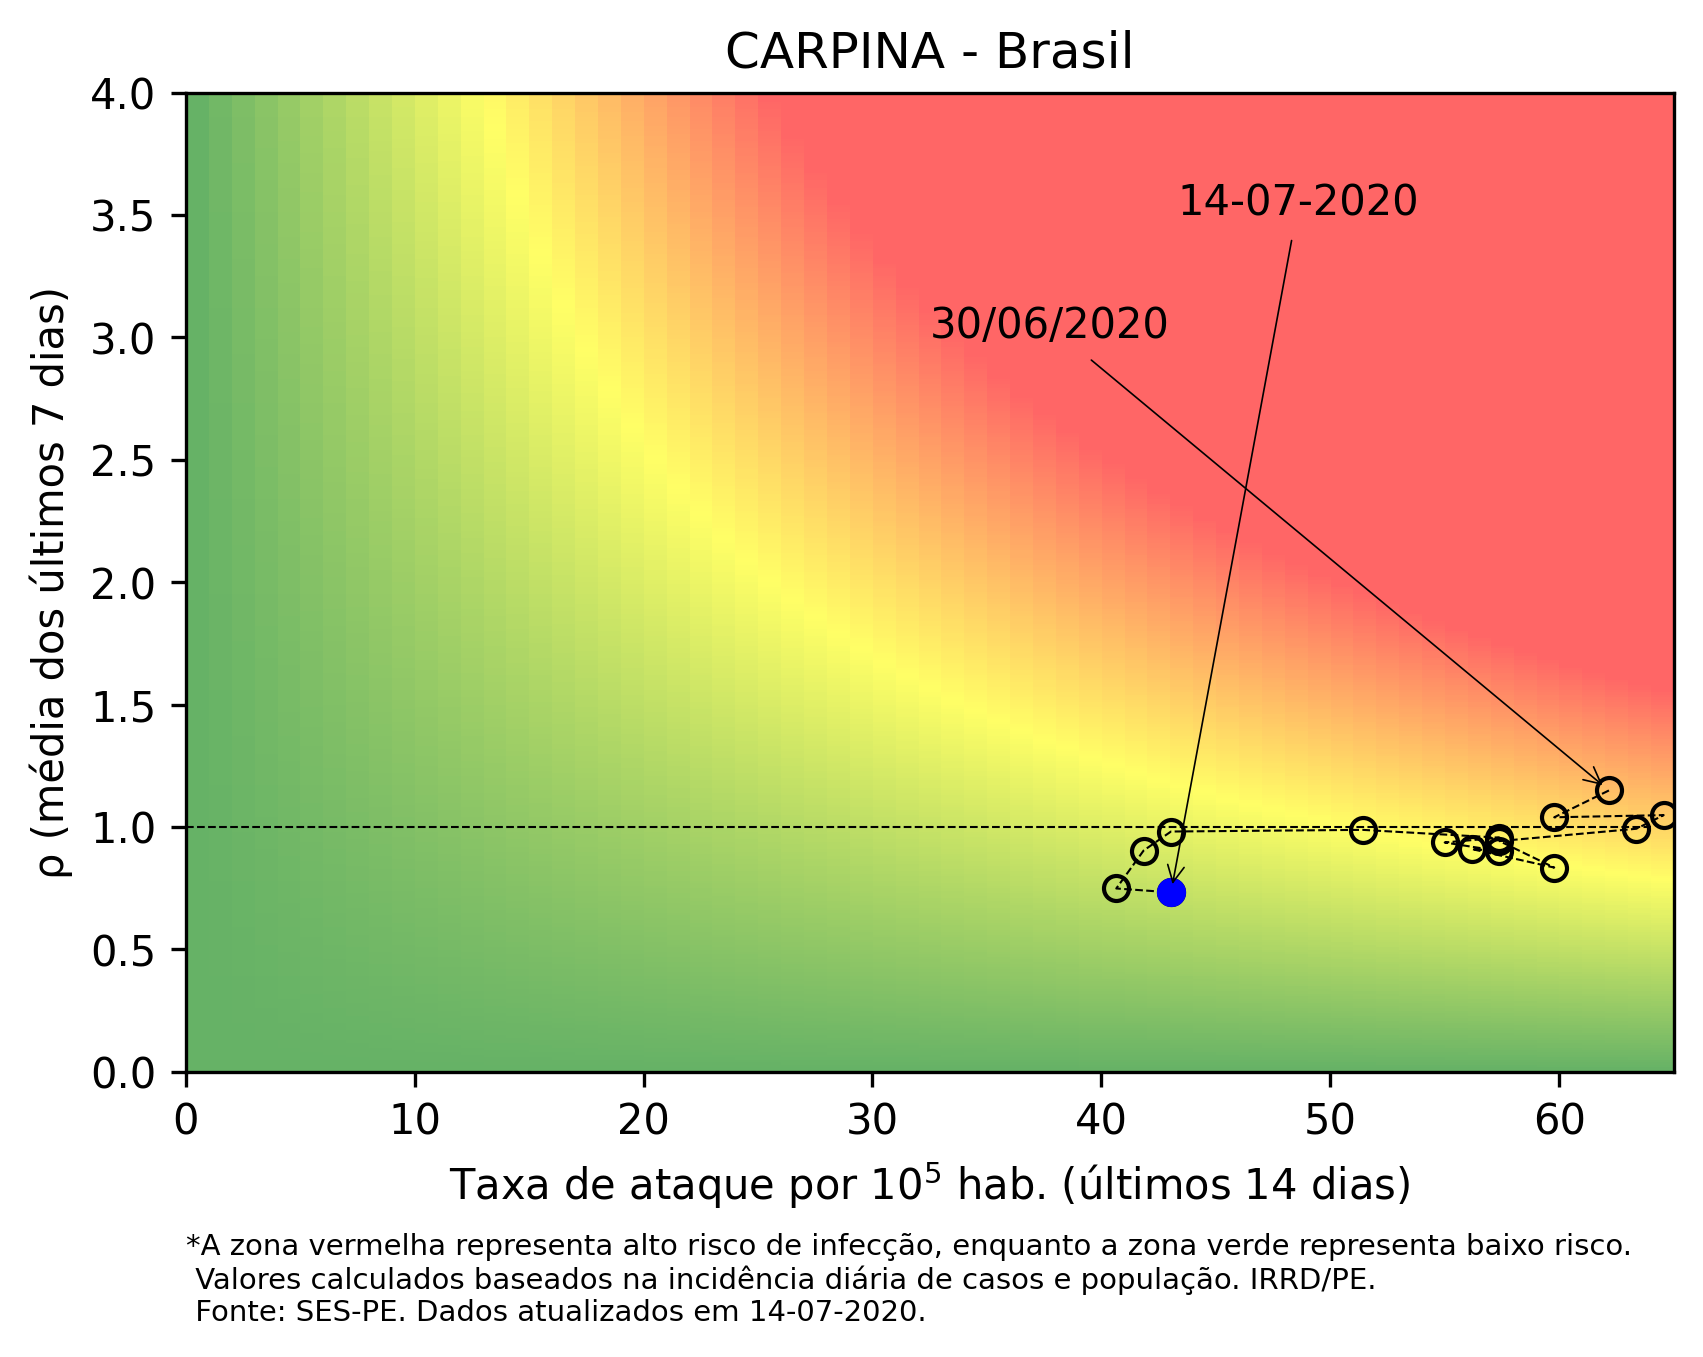 CARPINA - Brasil
4.0
3.5
3.0
2.5
2.0
1.5
1.0
0.5
0.0
ρ (média dos últimos 7 dias)
14-07-2020
30/06/2020
0 10 20 30 40 50 60
Taxa de ataque por 10⁵ hab. (últimos 14 dias)
*A zona vermelha representa alto risco de infecção, enquanto a zona verde representa baixo risco.
Valores calculados baseados na incidência diária de casos e população. IRRD/PE.
Fonte: SES-PE. Dados atualizados em 14-07-2020.